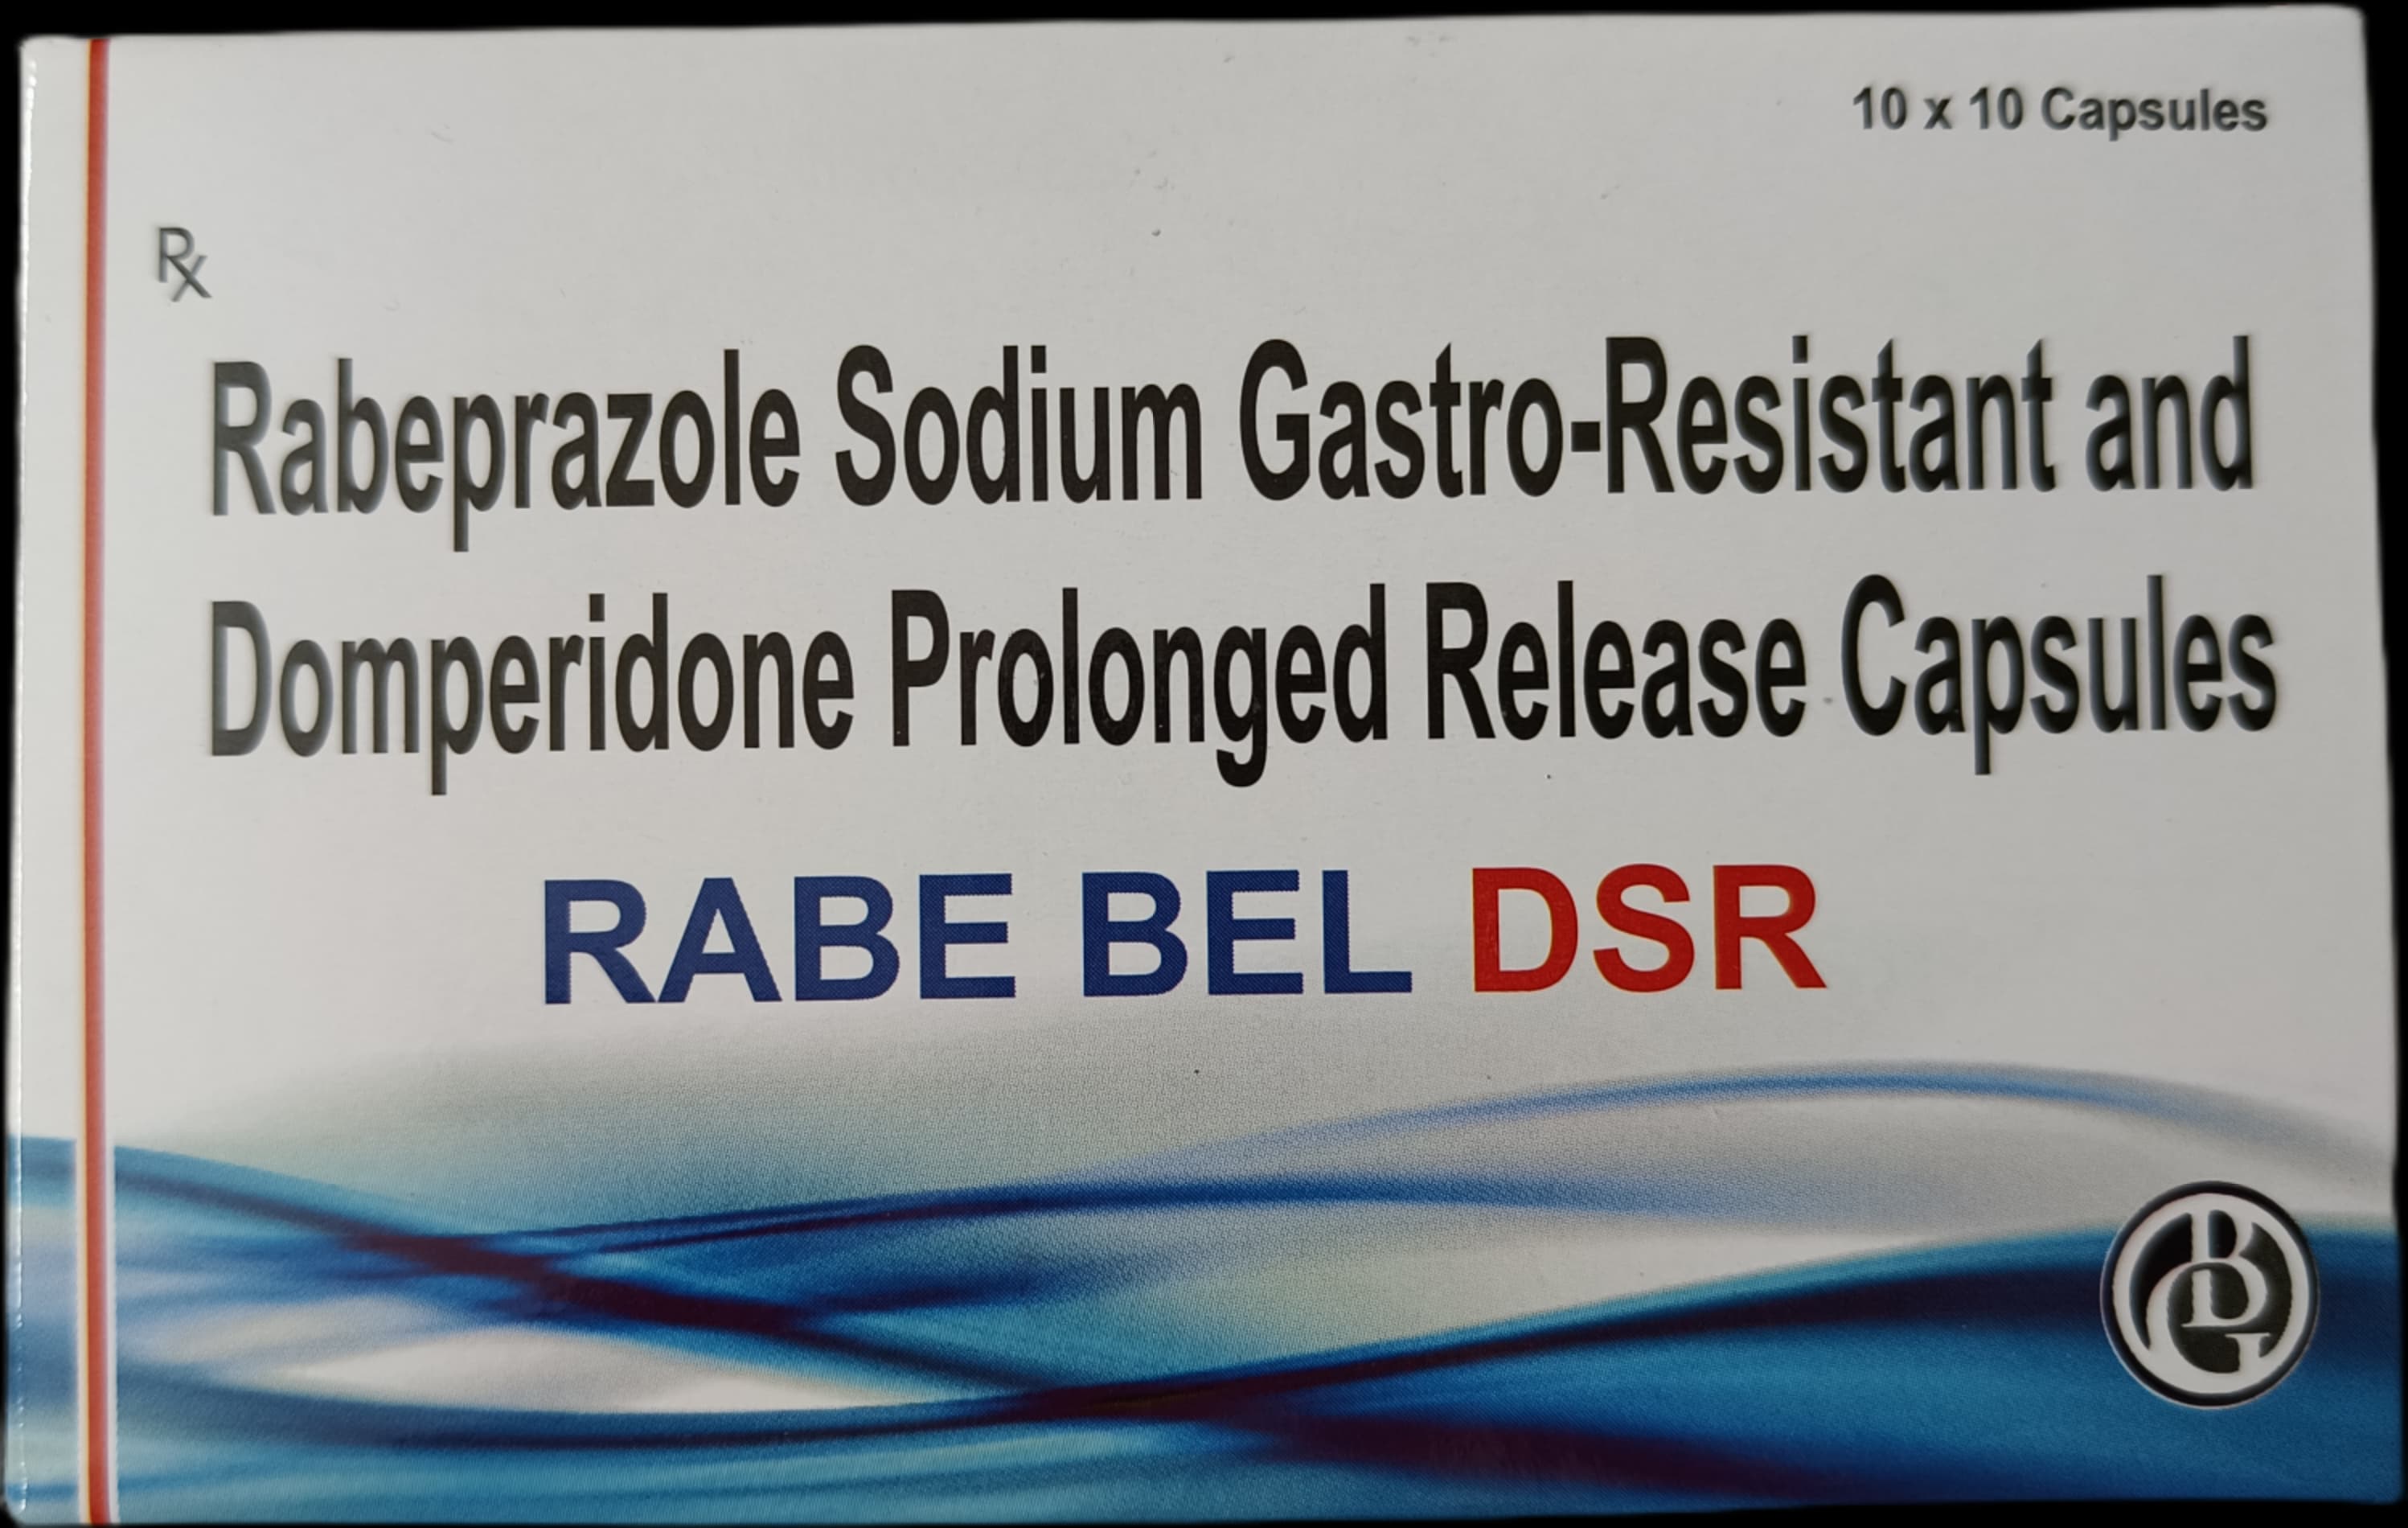 10 x 10 Capsules
Rx
Rabeprazole Sodium Gastro-Resistant and
Domperidone Prolonged Release Capsules
RABE BEL DSR